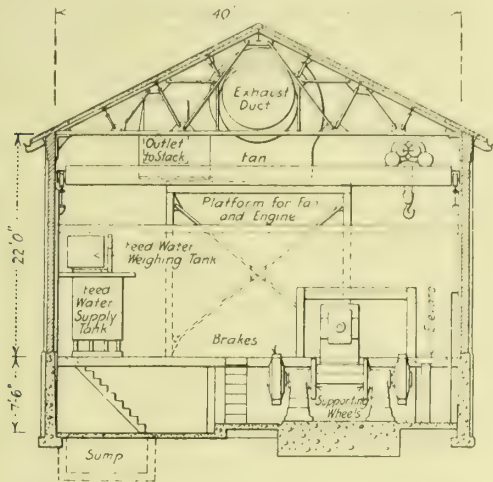 40'
Exhaust
Duct
Outlet
to Stack
Fan
Platform for Fan
and Engine
Feed Water
Weighing Tank
Feed
Water
Supply
Tank
22'0"
Brakes
Supporting
Wheels
7'6"
Sump